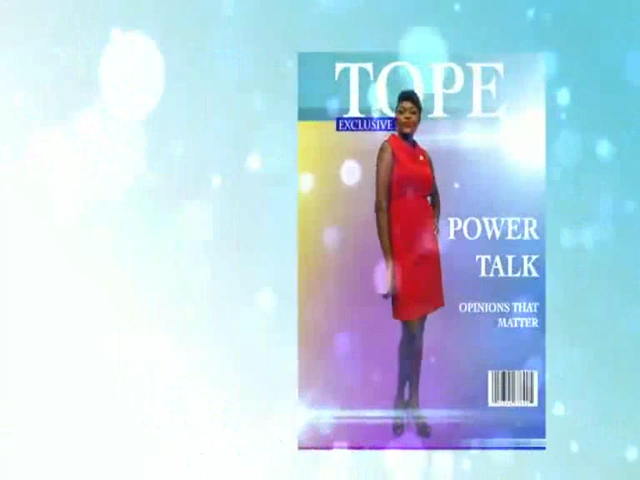 TOPE
EXCLUSIVE
POWER
TALK
OPINIONS THAT
MATTER